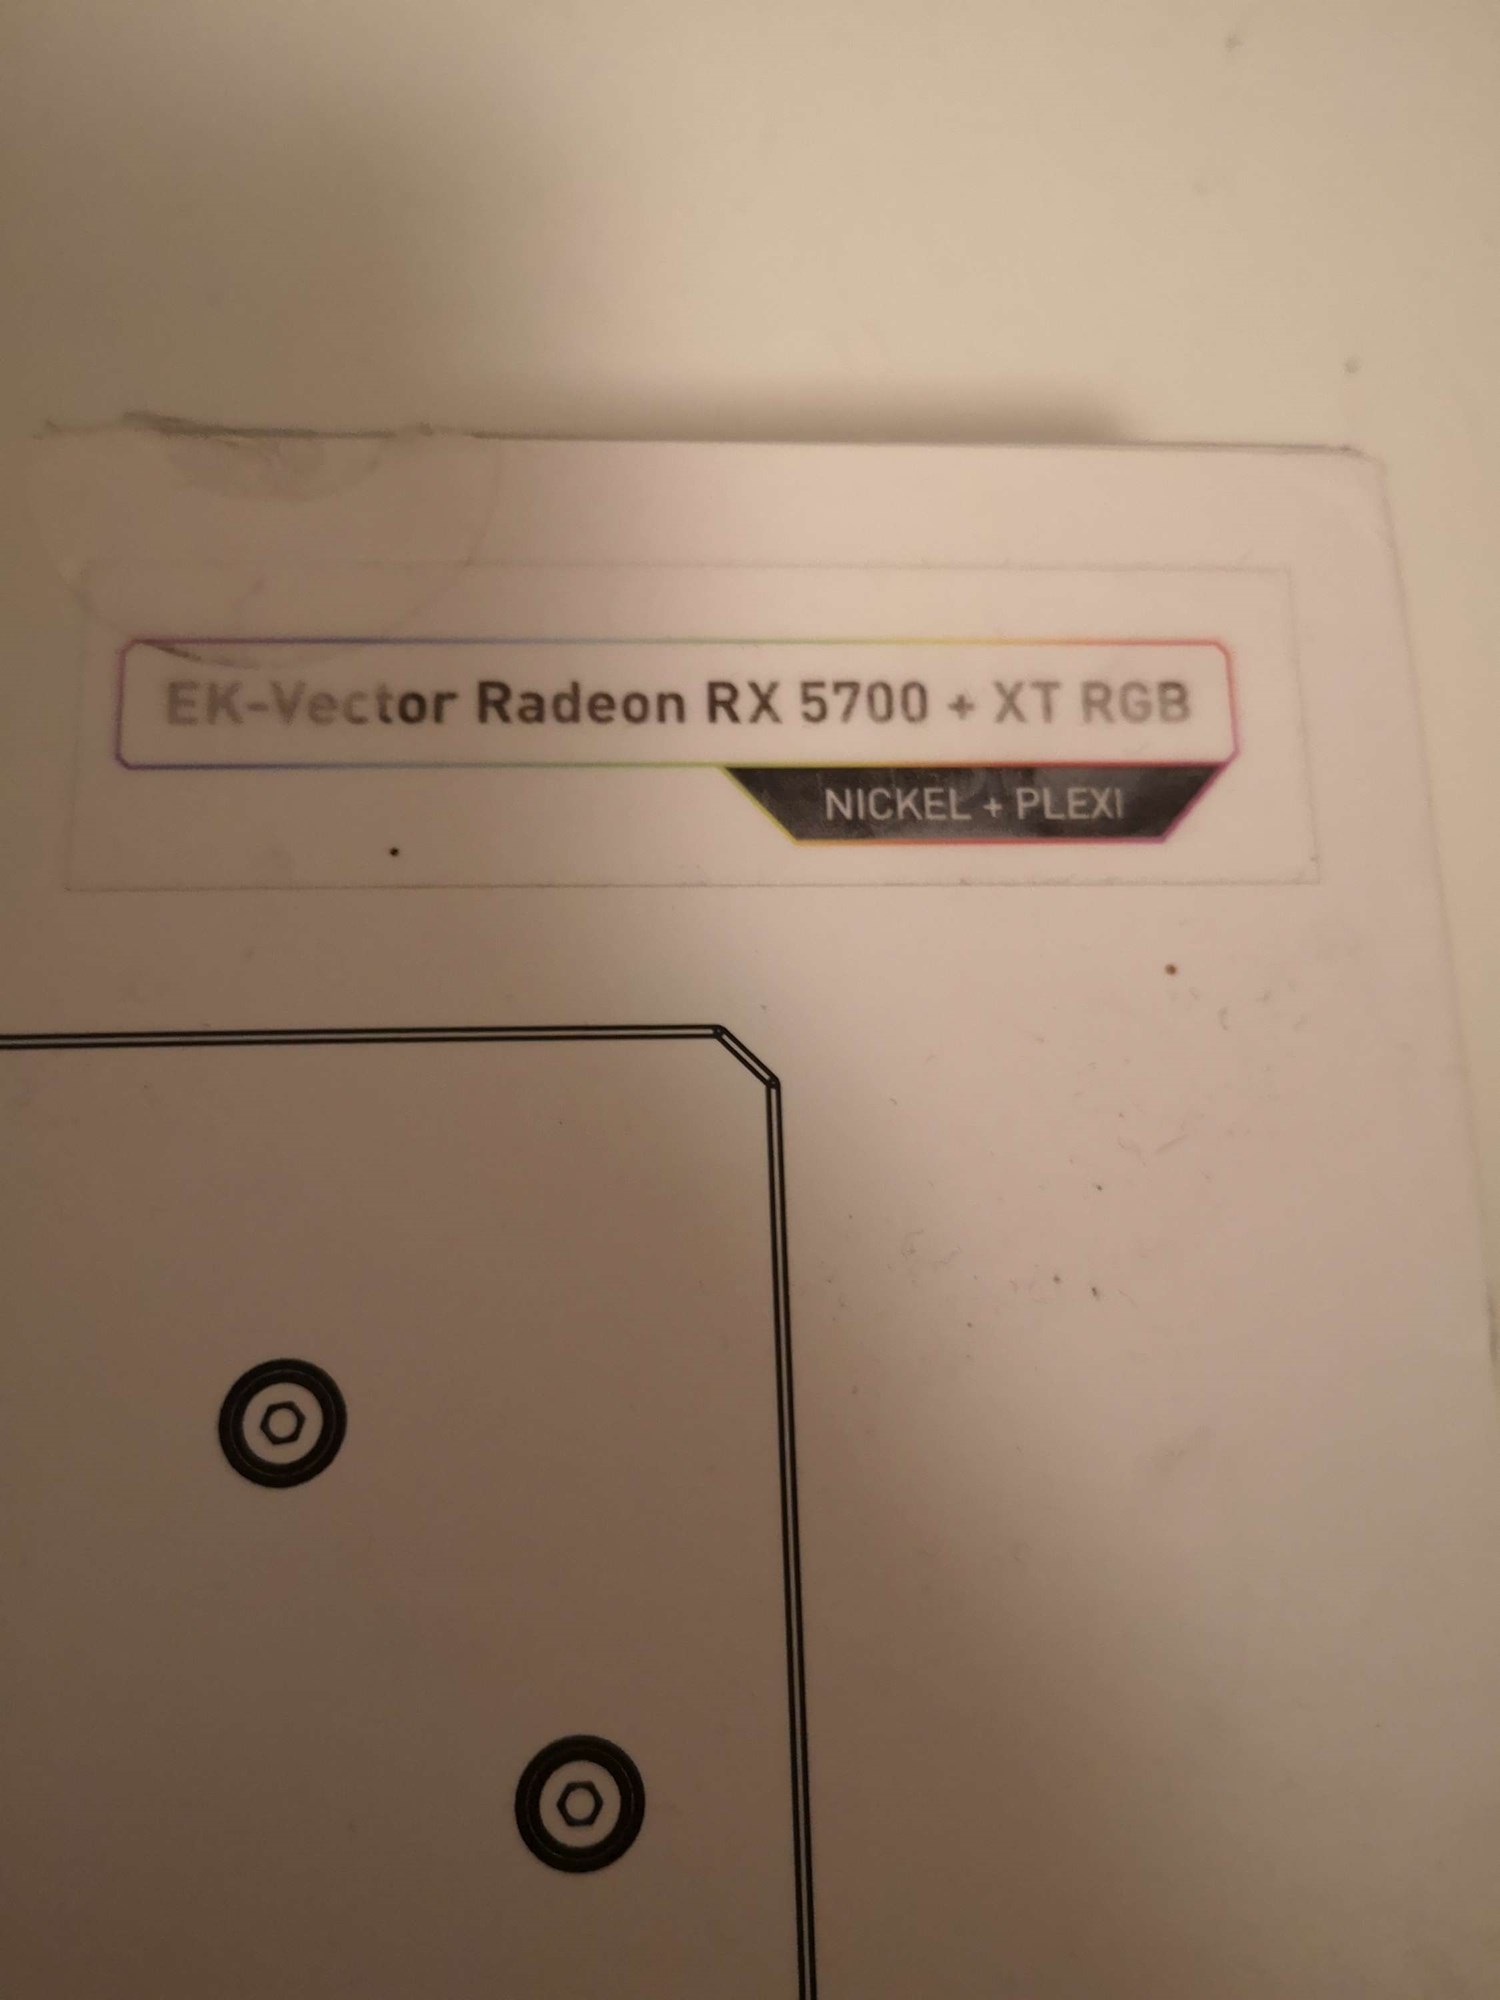 EK-Vector Radeon RX 5700 + XT RGB
NICKEL + PLEXI